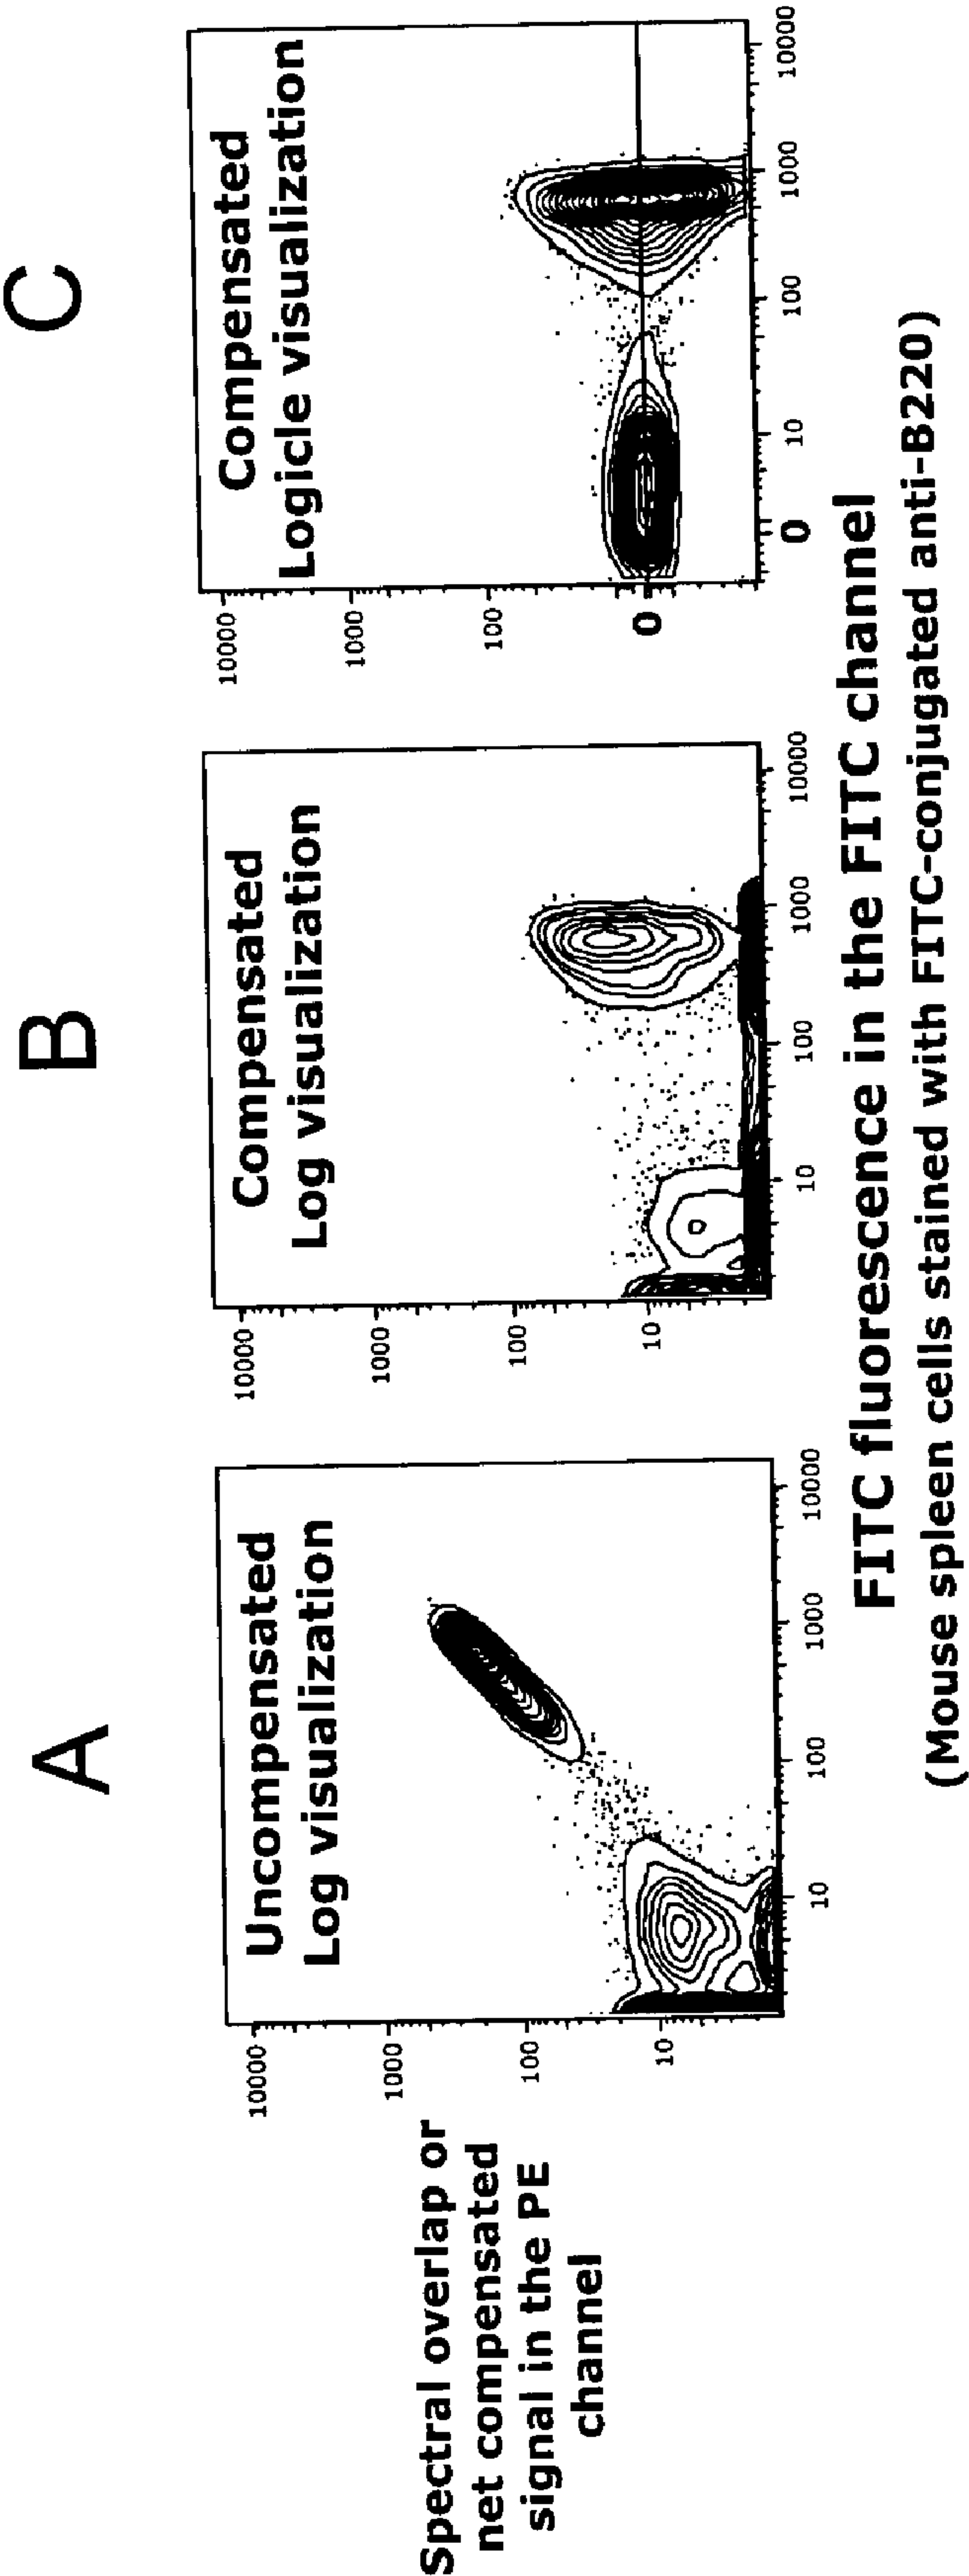 A
B
C
Uncompensated
Log visualization
Compensated
Log visualization
Compensated
Logicle visualization
Spectral overlap or
net compensated
signal in the PE
channel
10000
1000
100
10
10
100
1000
10000
10000
1000
100
10
10
100
1000
10000
10000
1000
100
0
0
10
100
1000
10000
FITC fluorescence in the FITC channel
(Mouse spleen cells stained with FITC-conjugated anti-B220)